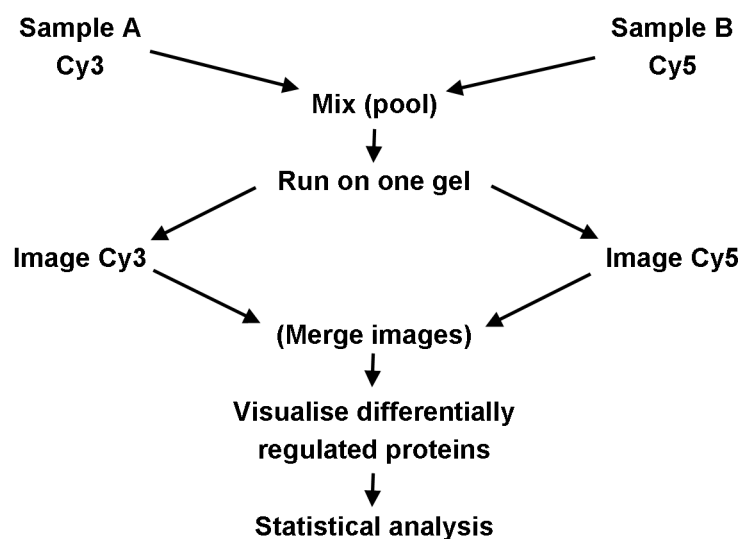 Sample A
Cy3
Sample B
Cy5
Mix (pool)
Run on one gel
Image Cy3
Image Cy5
(Merge images)
Visualise differentially
regulated proteins
Statistical analysis